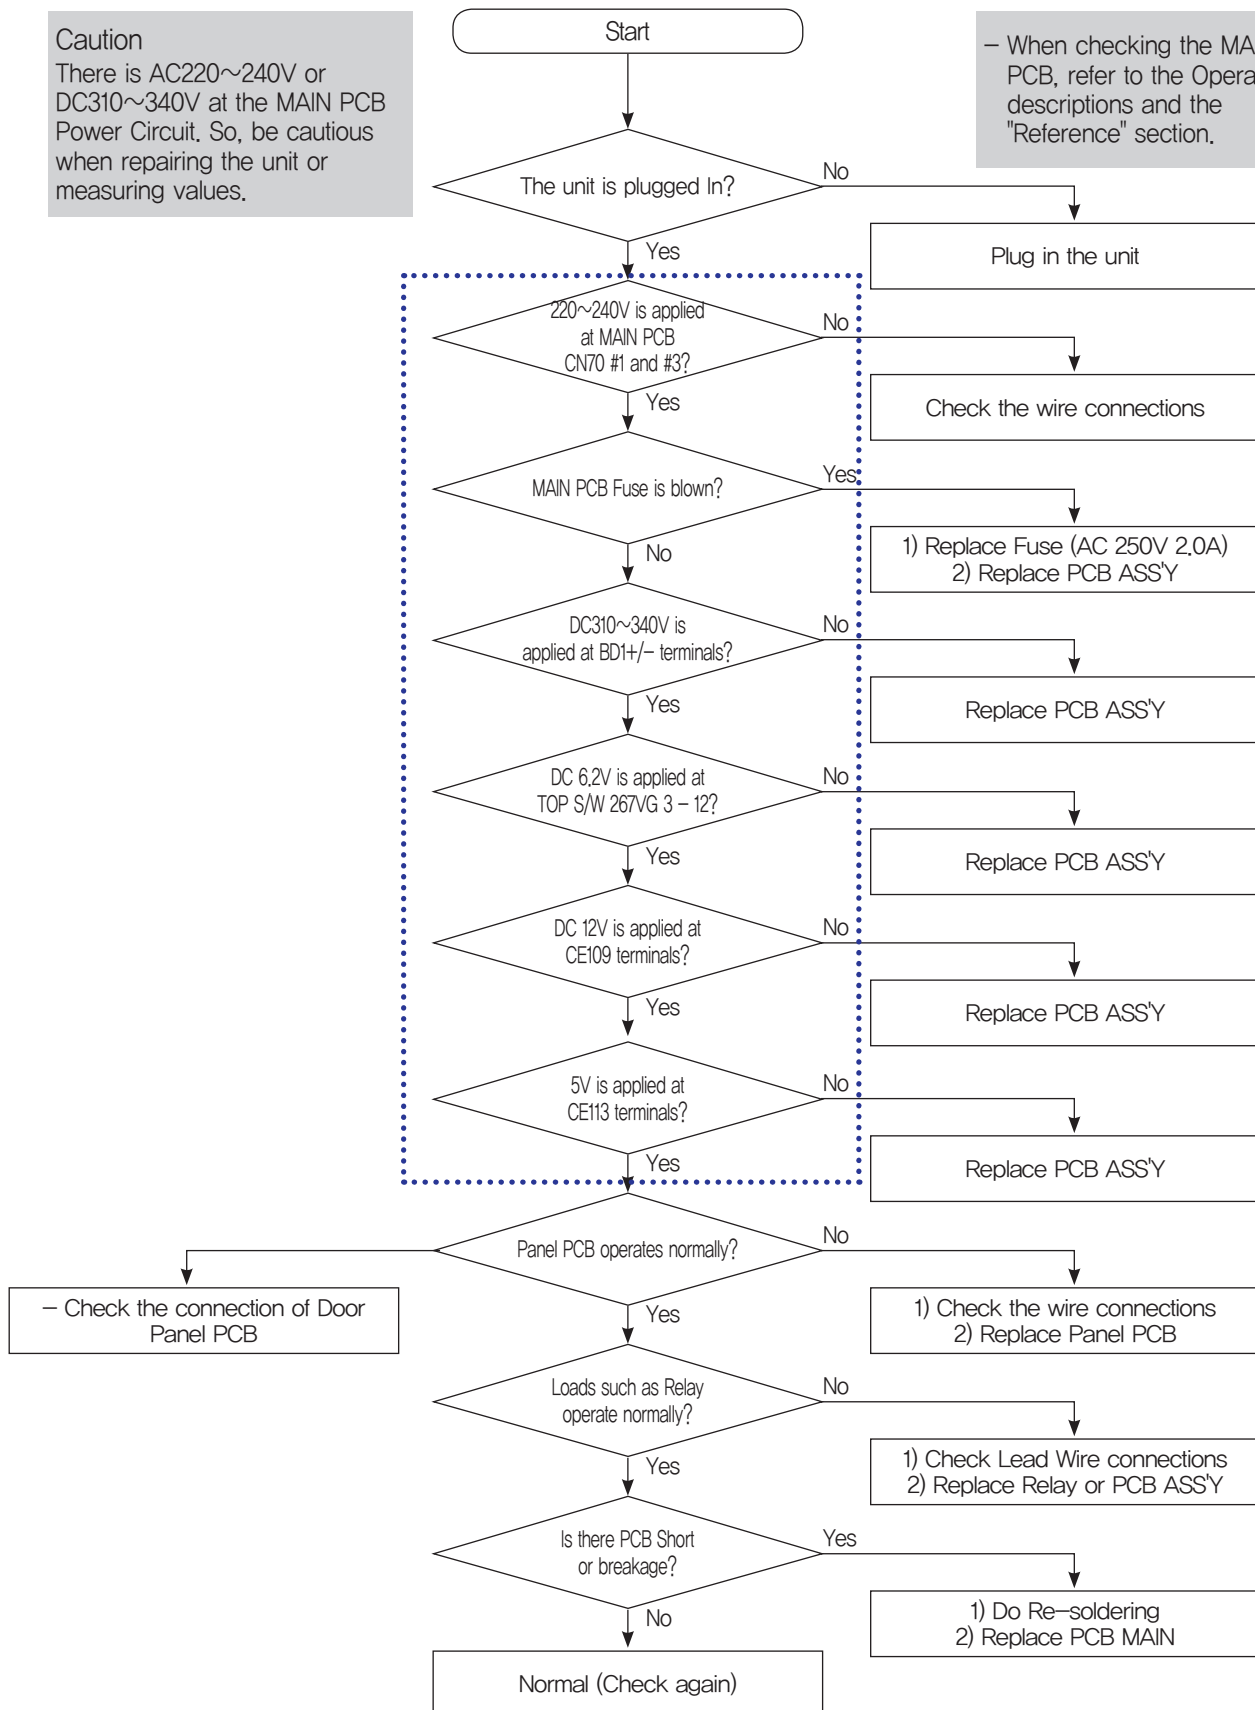 Caution
There is AC220~240V or
DC310~340V at the MAIN PCB
Power Circuit. So, be cautious
when repairing the unit or
measuring values.
Start
– When checking the
PCB, refer to the
descriptions and the
"Reference" section.
The unit is plugged In?
No
Plug in the unit
Yes
220~240V is applied
at MAIN PCB
CN70 #1 and #3?
No
Check the wire connections
Yes
MAIN PCB Fuse is blown?
Yes
1) Replace Fuse (AC 250V 2.0A)
2) Replace PCB ASS'Y
No
DC310~340V is
applied at BD1+/– terminals?
No
Replace PCB ASS'Y
Yes
DC 6.2V is applied at
TOP S/W 267VG 3 – 12?
No
Replace PCB ASS'Y
Yes
DC 12V is applied at
CE109 terminals?
No
Replace PCB ASS'Y
Yes
5V is applied at
CE113 terminals?
No
Replace PCB ASS'Y
Yes
Panel PCB operates normally?
No
– Check the connection of Door
Panel PCB
1) Check the wire connections
2) Replace Panel PCB
Yes
Loads such as Relay
operate normally?
No
1) Check Lead Wire connections
2) Replace Relay or PCB ASS'Y
Yes
Is there PCB Short
or breakage?
Yes
1) Do Re-soldering
2) Replace PCB MAIN
No
Normal (Check again)